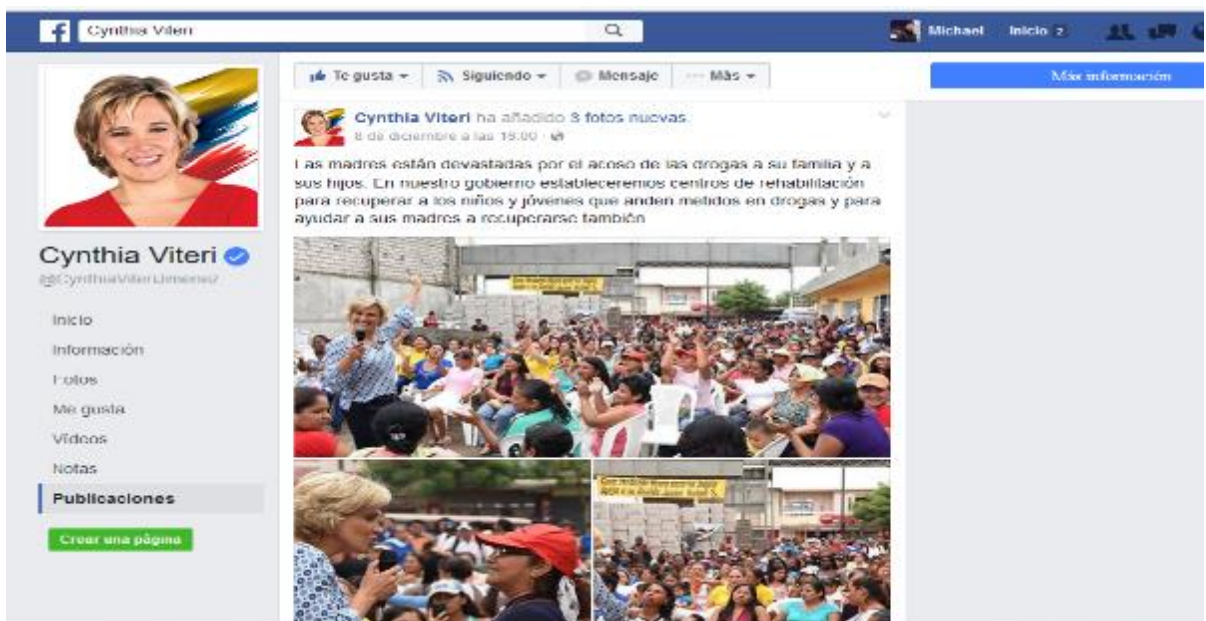 f
Cynthia Viteri
Michael
Inicio 2
Te gusta
Siguiendo
Mensaje
Más
Más información
Cynthia Viteri ha añadido 3 fotos nuevas.
8 de diciembre a las 16:00
Las madres están devastadas por el acoso de las drogas a su familia y a
sus hijos. En nuestro gobierno estableceremos centros de rehabilitación
para recuperar a los niños y jóvenes que anden metidos en drogas y para
ayudar a sus madres a recuperarse también
Cynthia Viteri
@CynthiaViteriJimenez
Inicio
Información
Fotos
Me gusta
Vídeos
Notas
Publicaciones
Crear una página